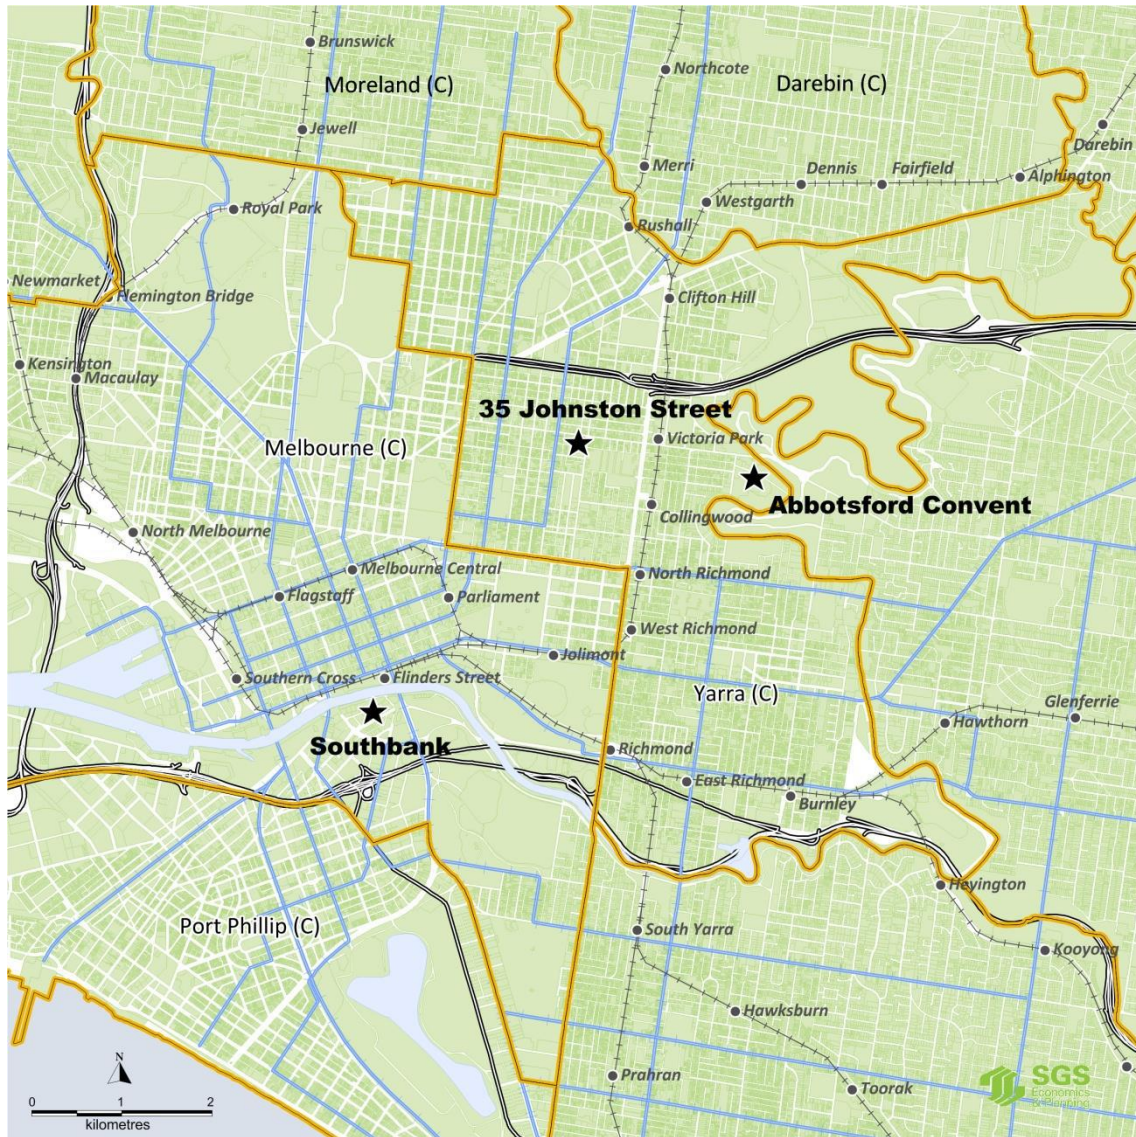 Brunswick
Moreland (C)
Northcote
Darebin (C)
Jewell
Darebin
Merri
Dennis
Fairfield
Alphington
Westgarth
Royal Park
Rushall
Newmarket
Flemington Bridge
Clifton Hill
Kensington
Macaulay
35 Johnston Street
Victoria Park
Melbourne (C)
Collingwood
Abbotsford Convent
North Melbourne
Melbourne Central
North Richmond
Flagstaff
Parliament
West Richmond
Jolimont
Southern Cross
Flinders Street
Yarra (C)
Glenferrie
Hawthorn
Southbank
Richmond
East Richmond
Burnley
Heyington
Port Phillip (C)
South Yarra
Kooyong
Hawksburn
Prahran
Toorak
N
0 1 2
kilometres
SGS
Economics
& Planning